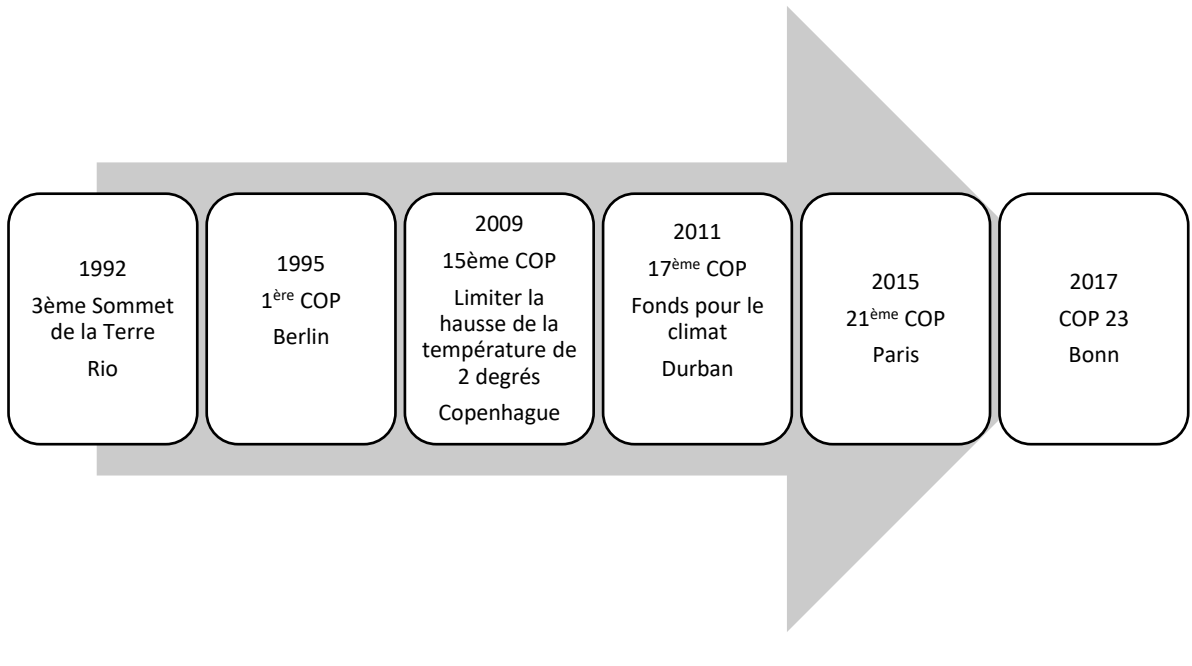 1992
3ème Sommet
de la Terre
Rio
1995
1ère COP
Berlin
2009
15ème COP
Limiter la
hausse de la
température de
2 degrés
Copenhague
2011
17ème COP
Fonds pour le
climat
Durban
2015
21ème COP
Paris
2017
COP 23
Bonn